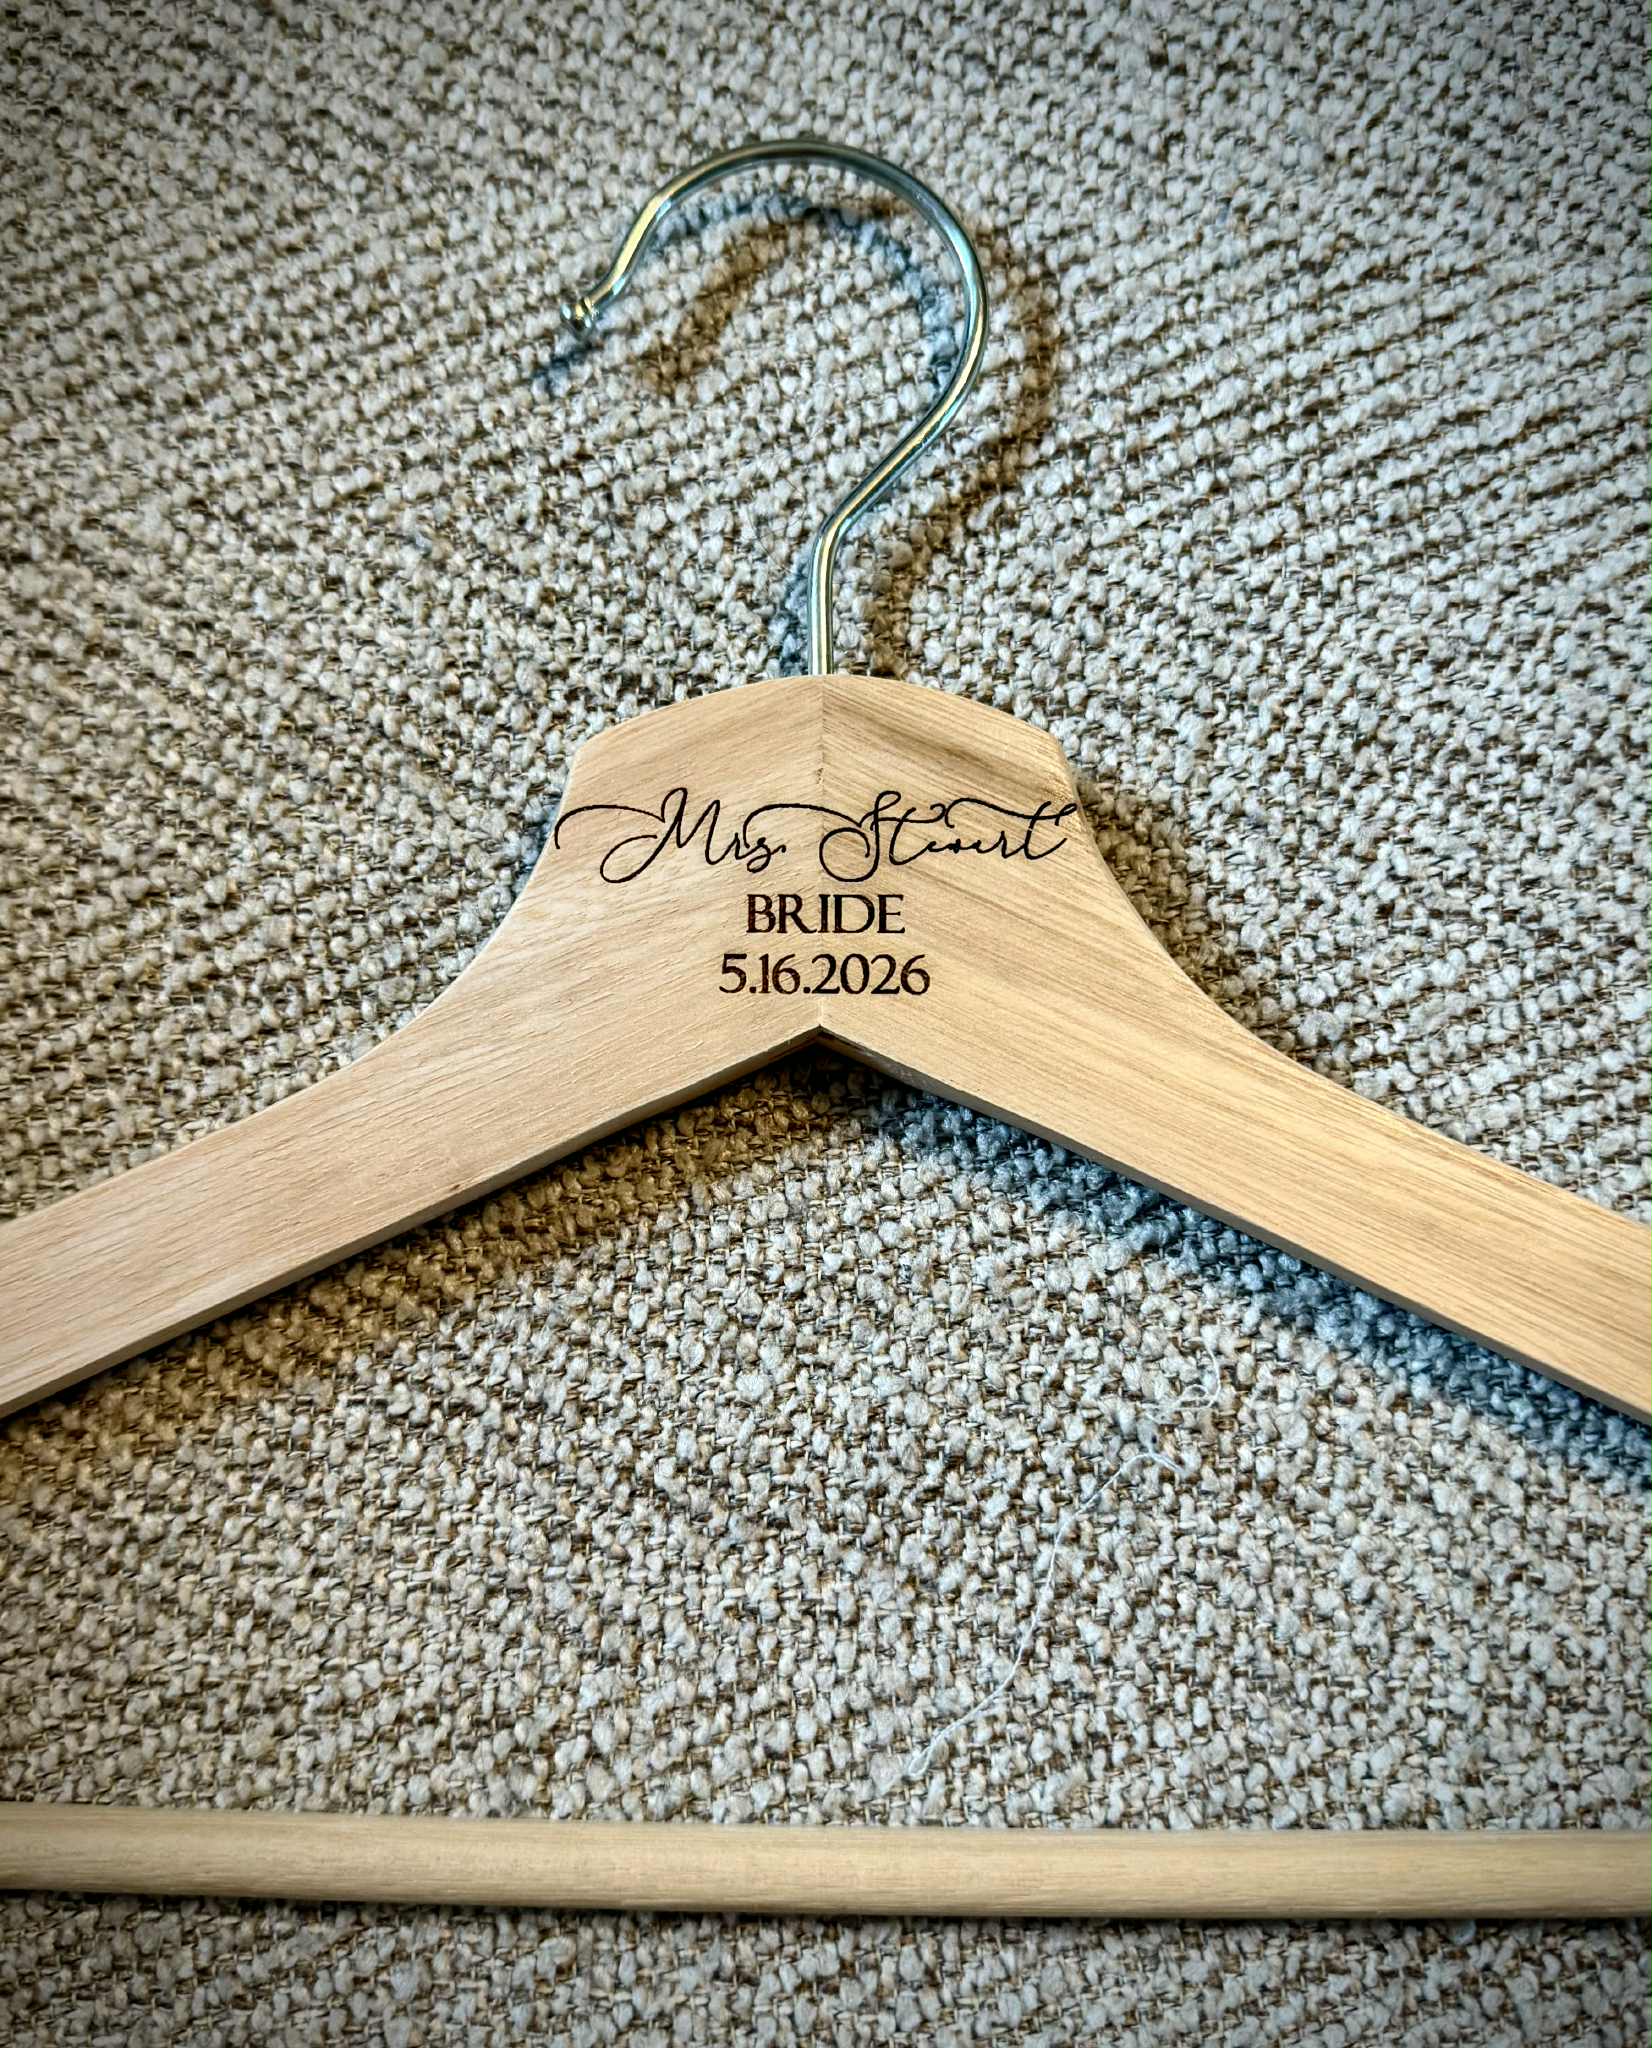 Mrs. Stewart
BRIDE
5.16.2026